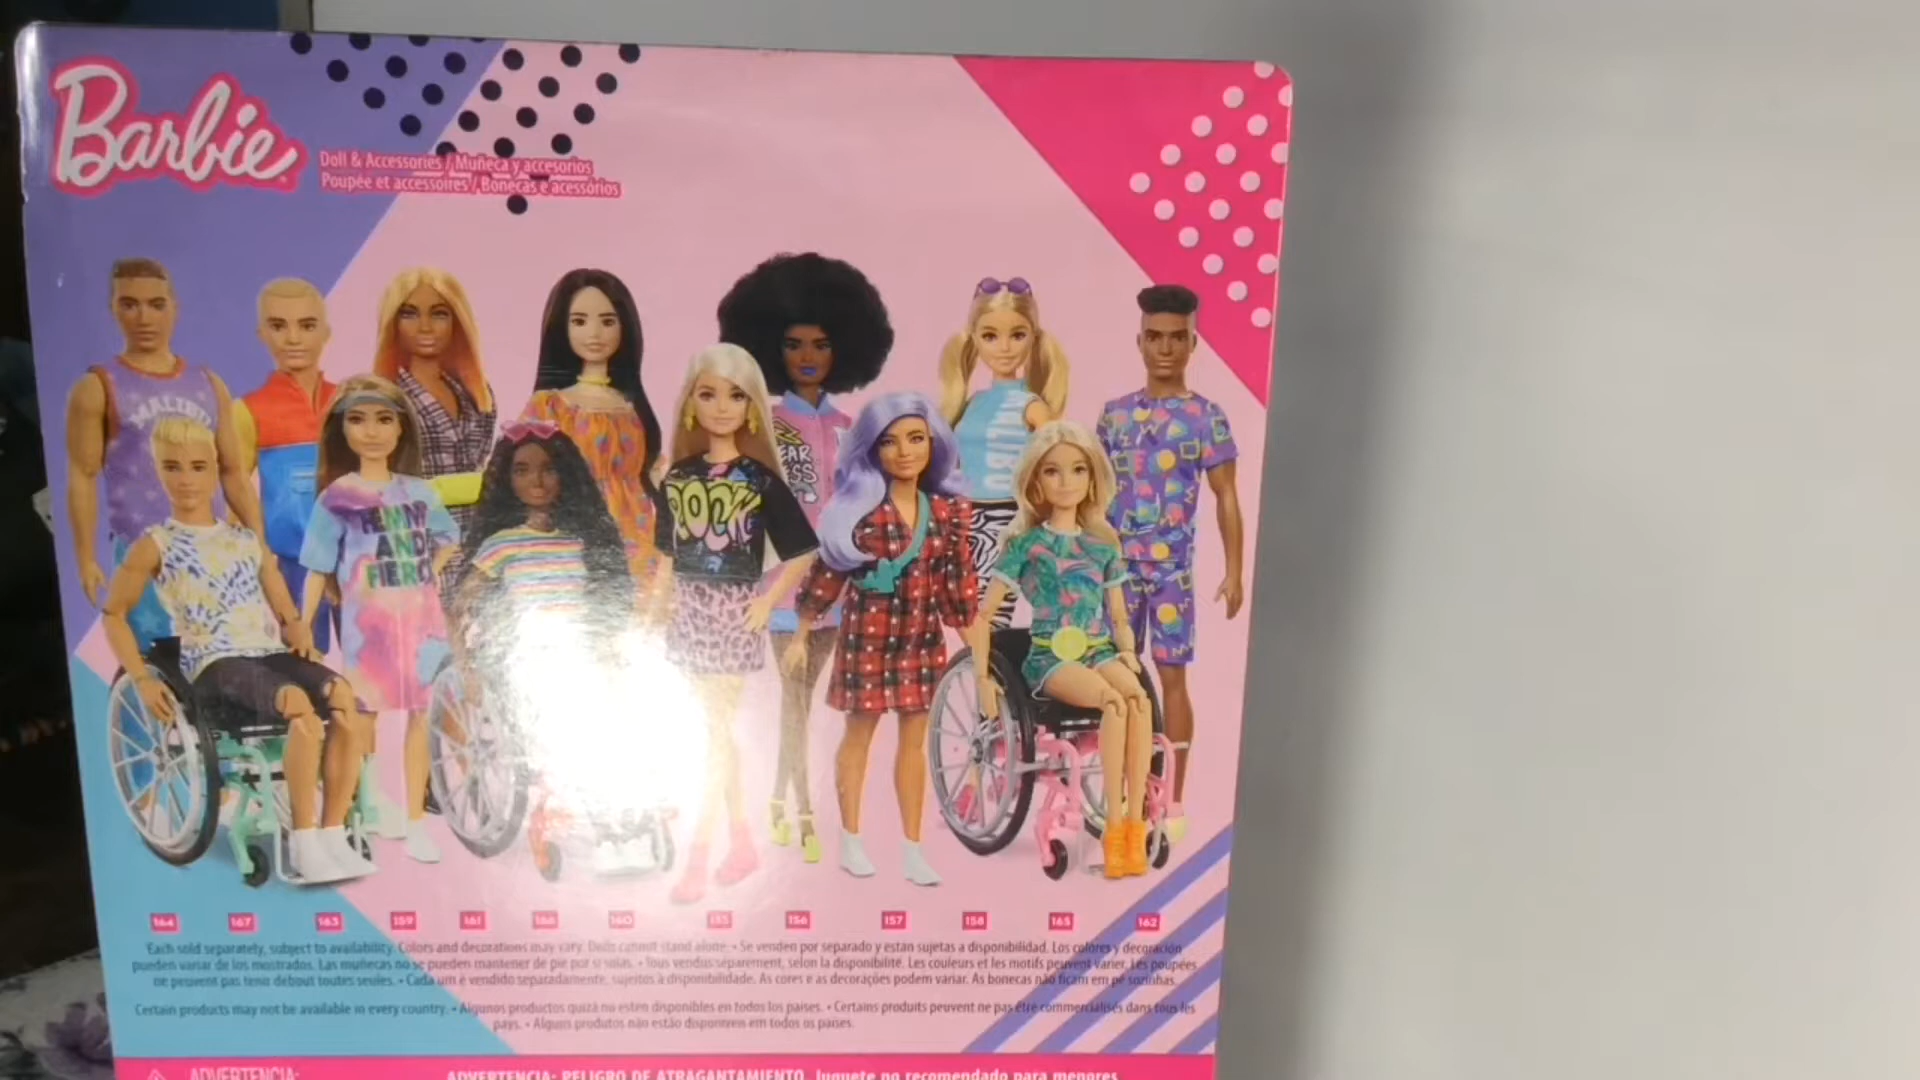 Barbie
Doll & Accessories / Muñeca y accesorios
Poupée et accessoires / Bonecas e acessórios
MALIBU
FEMININE
AND
FIERCE
ROCK
MALIBU
164 167 163 159 161 166 160 155 156 157 158 165 162
Each sold separately, subject to availability. Colors and decorations may vary. Dolls cannot stand alone. • Se venden por separado y están sujetas a disponibilidad. Los colores y decoración
pueden variar de los mostrados. Las muñecas no se pueden mantener de pie por sí solas. • Tous vendus séparément, selon la disponibilité. Les couleurs et les motifs peuvent varier. Les poupées
ne peuvent pas tenir debout toutes seules. • Cada um é vendido separadamente, sujeitos à disponibilidade. As cores e as decorações podem variar. As bonecas não ficam em pé sozinhas.
Certain products may not be available in every country. • Algunos productos quizá no estén disponibles en todos los países. • Certains produits peuvent ne pas être commercialisés dans tous les
pays. • Alguns produtos não estão disponíveis em todos os países.
ADVERTENCIA:
ADVERTENCIA: PELIGRO DE ATRAGANTAMIENTO. Juguete no recomendado para menores